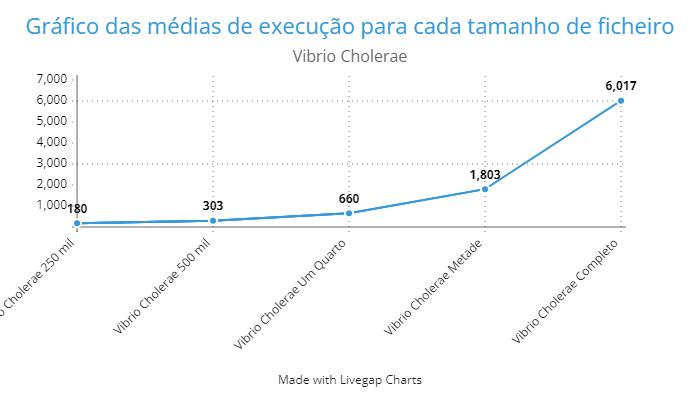 Gráfico das médias de execução para cada tamanho de ficheiro
Vibrio Cholerae
7,000
6,000
5,000
4,000
3,000
2,000
1,000
180
303
660
1,803
6,017
Cholerae 250 mil
Vibrio Cholerae 500 mil
Vibrio Cholerae Um Quarto
Vibrio Cholerae Metade
Vibrio Cholerae Completo
Made with Livegap Charts